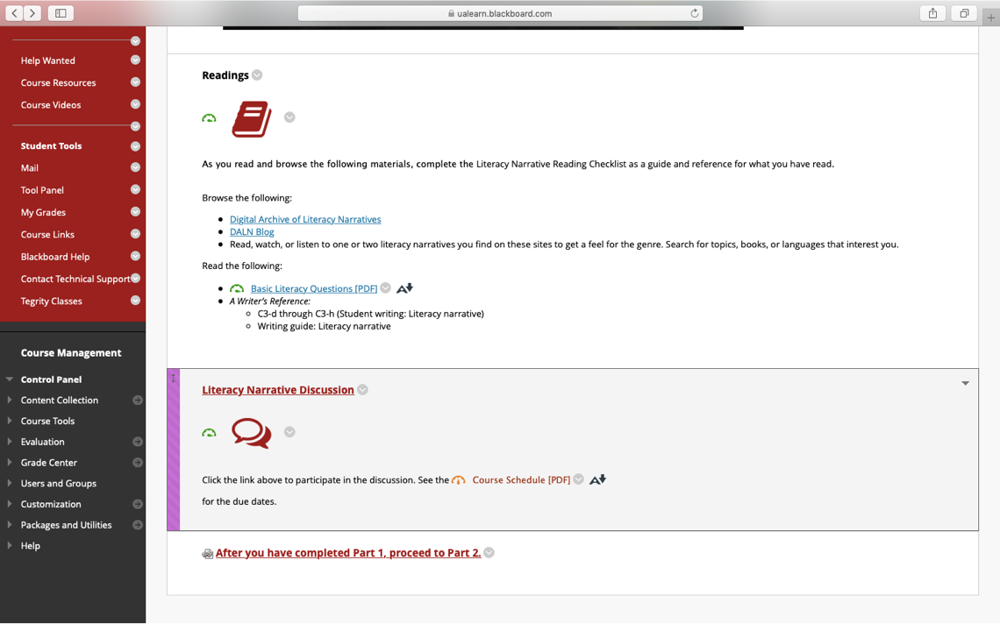 ualearn.blackboard.com
Help Wanted
Course Resources
Course Videos
Student Tools
Mail
Tool Panel
My Grades
Course Links
Blackboard Help
Contact Technical Support
Tegrity Classes
Course Management
Control Panel
Content Collection
Course Tools
Evaluation
Grade Center
Users and Groups
Customization
Packages and Utilities
Help
Readings
As you read and browse the following materials, complete the Literacy Narrative Reading Checklist as a guide and reference for what you have read.
Browse the following:
Digital Archive of Literacy Narratives
DALN Blog
Read, watch, or listen to one or two literacy narratives you find on these sites to get a feel for the genre. Search for topics, books, or languages that interest you.
Read the following:
Basic Literacy Questions [PDF]
A Writer's Reference:
C3-d through C3-h (Student writing: Literacy narrative)
Writing guide: Literacy narrative
Literacy Narrative Discussion
Click the link above to participate in the discussion. See the Course Schedule [PDF]
for the due dates.
After you have completed Part 1, proceed to Part 2.